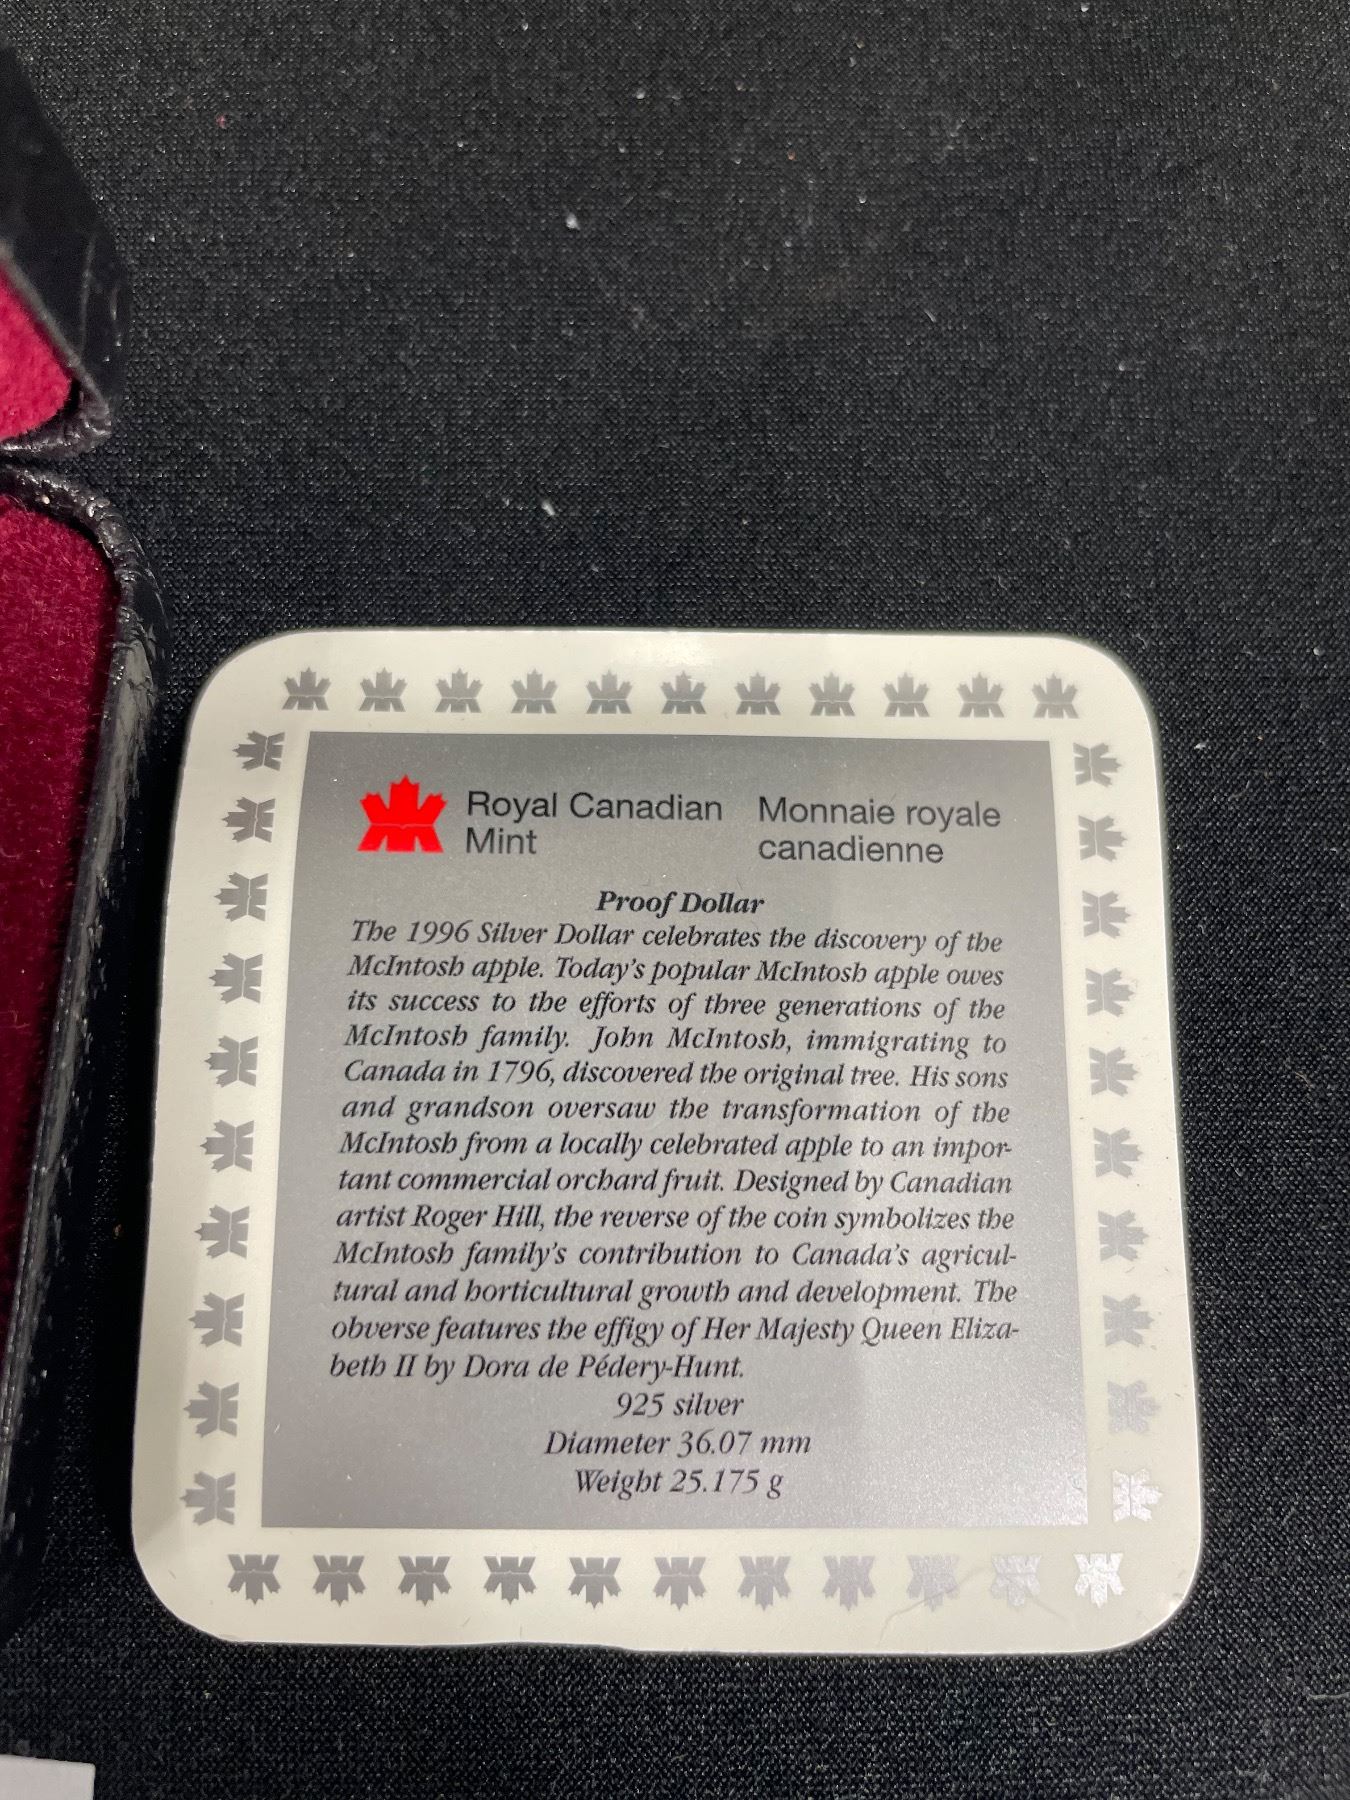 Royal Canadian Mint
Monnaie royale canadienne
Proof Dollar
The 1996 Silver Dollar celebrates the discovery of the
McIntosh apple. Today's popular McIntosh apple owes
its success to the efforts of three generations of the
McIntosh family. John McIntosh, immigrating to
Canada in 1796, discovered the original tree. His sons
and grandson oversaw the transformation of the
McIntosh from a locally celebrated apple to an impor-
tant commercial orchard fruit. Designed by Canadian
artist Roger Hill, the reverse of the coin symbolizes the
McIntosh family's contribution to Canada's agricul-
tural and horticultural growth and development. The
obverse features the effigy of Her Majesty Queen Eliza-
beth II by Dora de Pédery-Hunt.
925 silver
Diameter 36.07 mm
Weight 25.175 g